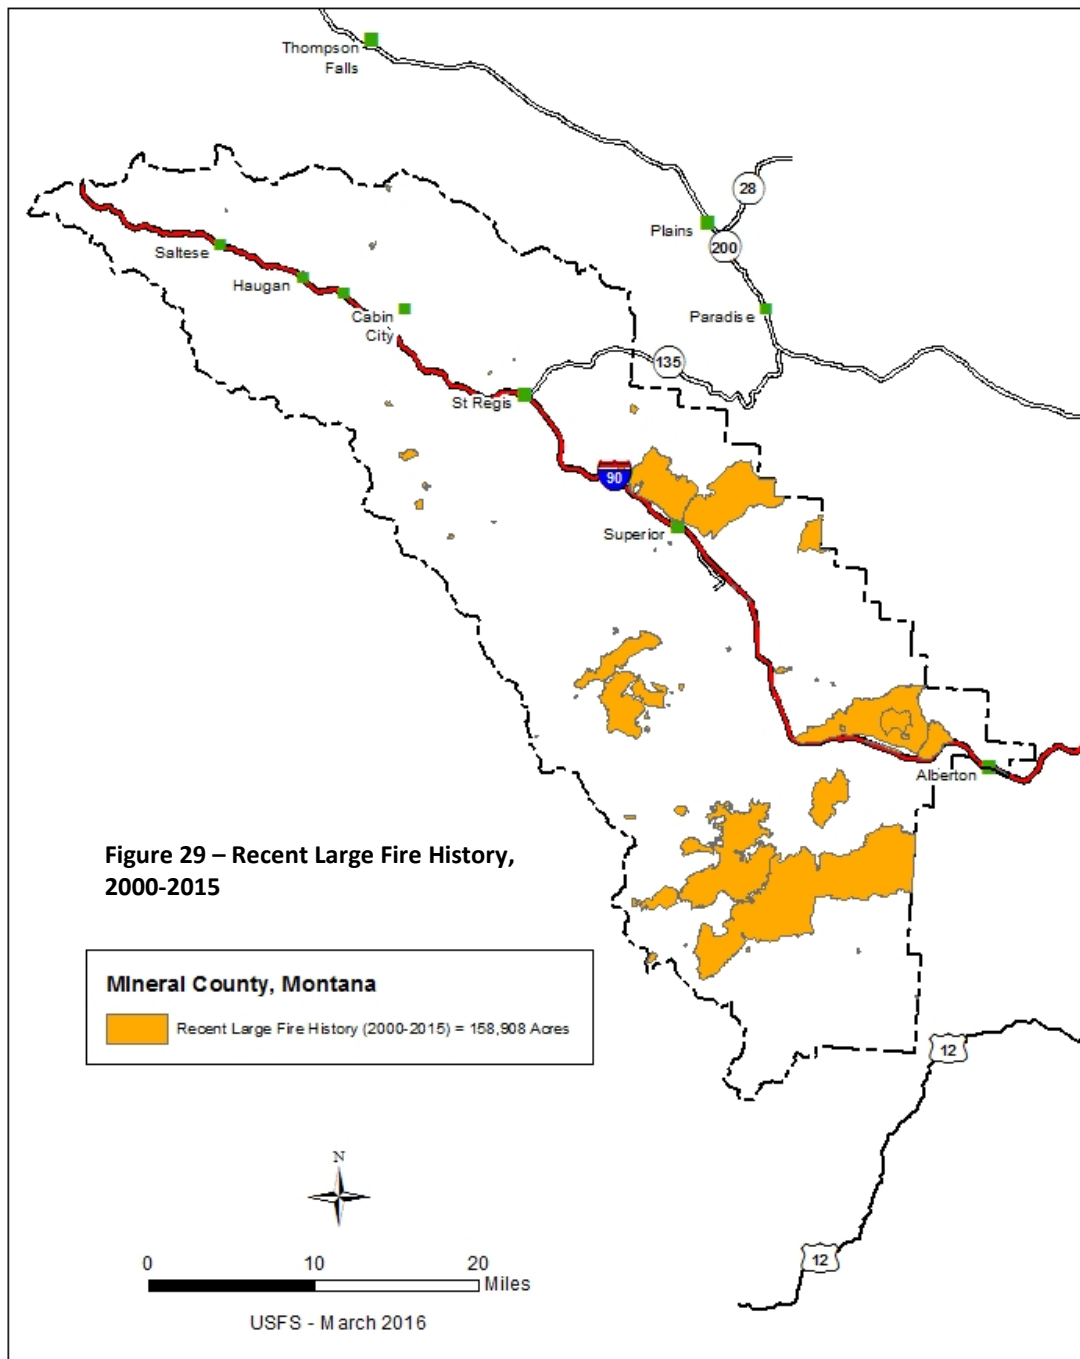 Thompson
Falls
28
Plains
200
Saltese
Haugan
Paradise
Cabin
City
135
St Regis
90
Superior
Alberton
Figure 29 – Recent Large Fire History,
2000-2015
Mineral County, Montana
Recent Large Fire History (2000-2015) = 158,908 Acres
12
N
12
0 10 20
Miles
USFS - March 2016